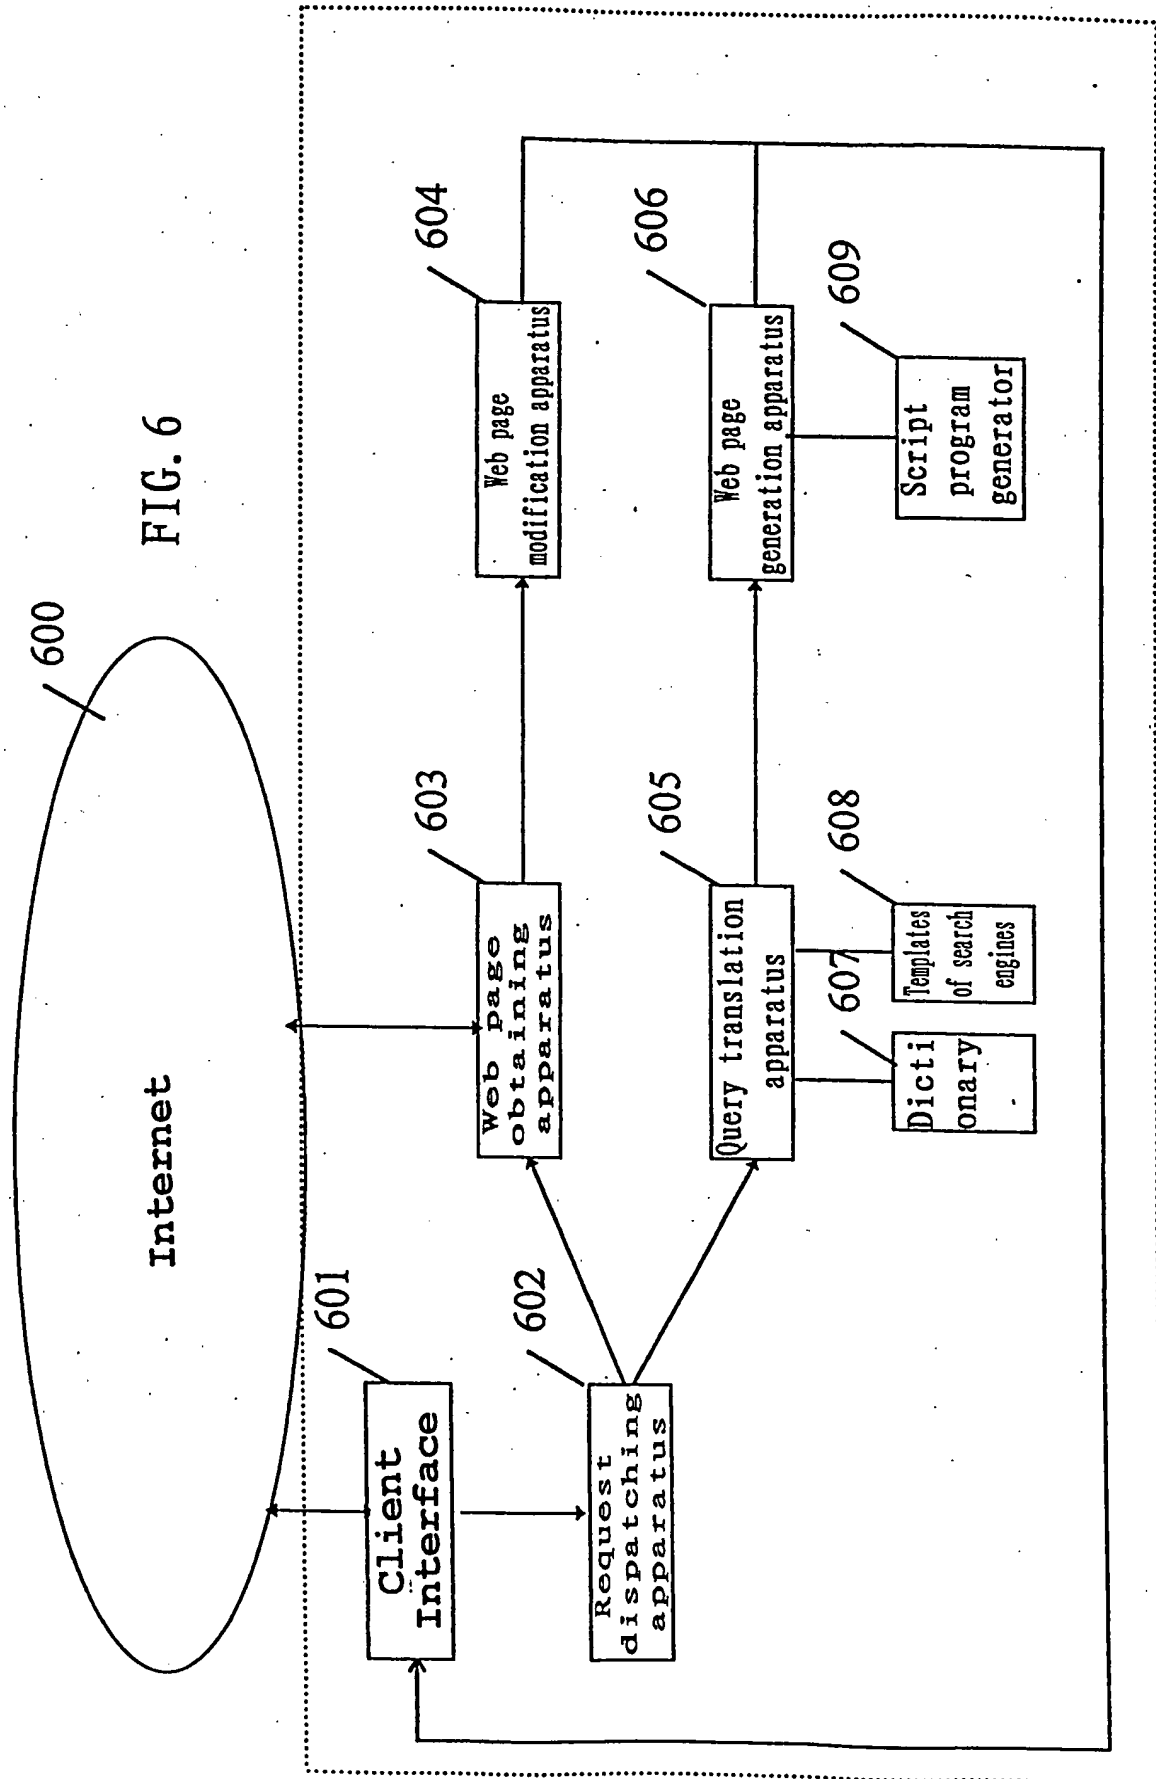 FIG. 6
600
Internet
601
Client
Interface
602
Request
dispatching
apparatus
603
Web page
obtaining
apparatus
604
Web page
modification apparatus
605
Query translation
apparatus
606
Web page
generation apparatus
607
Dicti
onary
608
Templates
of search
engines
609
Script
program
generator